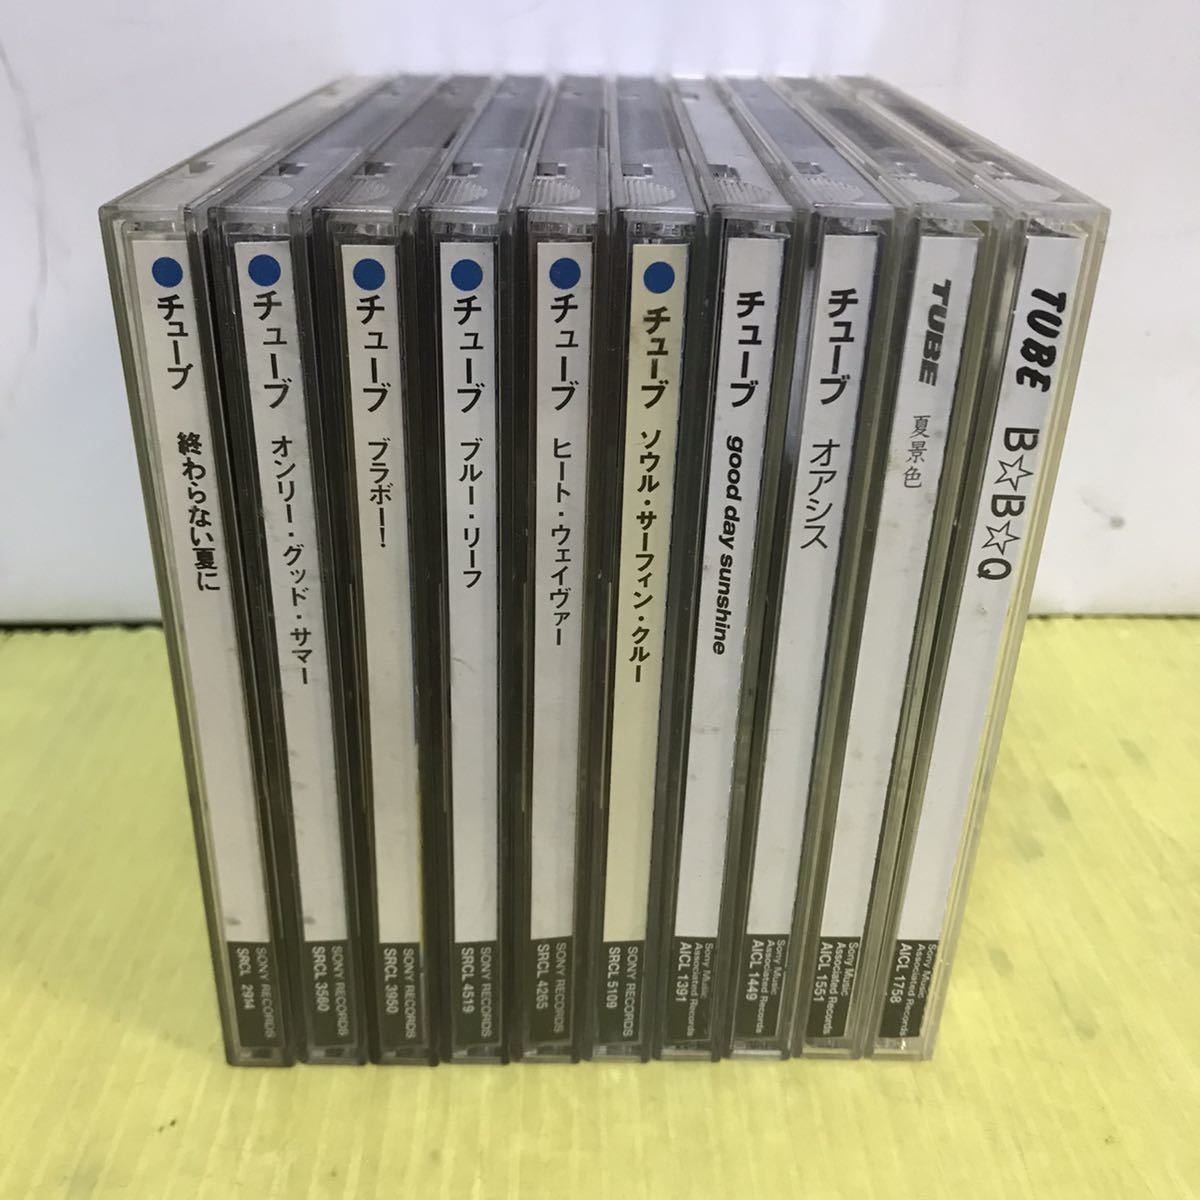 チューブ 終わらない夏に
SONY RECORDS
SRCL 2914
チューブ オンリー・グッド・サマー
SONY RECORDS
SRCL 3560
チューブ ブラボー!
SONY RECORDS
SRCL 3950
チューブ ブルー・リーフ
SONY RECORDS
SRCL 4519
チューブ ヒート・ウェイヴァー
SONY RECORDS
SRCL 4265
チューブ ソウル・サーフィン・クルー
SONY RECORDS
SRCL 5109
チューブ good day sunshine
Sony Music
Associated Records
AICL 1391
チューブ オアシス
Sony Music
Associated Records
AICL 1449
TUBE 夏景色
Sony Music
Associated Records
AICL 1551
TUBE B☆B☆Q
Sony Music
Associated Records
AICL 1758